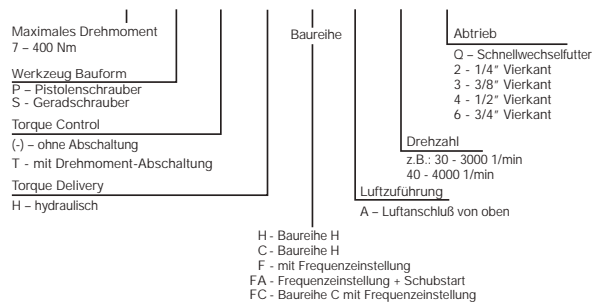 Maximales Drehmoment
7 – 400 Nm
Werkzeug Bauform
P – Pistolenschrauber
S - Geradschrauber
Torque Control
(-) – ohne Abschaltung
T - mit Drehmoment-Abschaltung
Torque Delivery
H – hydraulisch
Baureihe
H - Baureihe H
C - Baureihe H
F - mit Frequenzeinstellung
FA - Frequenzeinstellung + Schubstart
FC - Baureihe C mit Frequenzeinstellung
Abtrieb
Q – Schnellwechselfutter
2 - 1/4" Vierkant
3 - 3/8" Vierkant
4 - 1/2" Vierkant
6 - 3/4" Vierkant
Drehzahl
z.B.: 30 - 3000 1/min
40 - 4000 1/min
Luftzuführung
A – Luftanschluß von oben